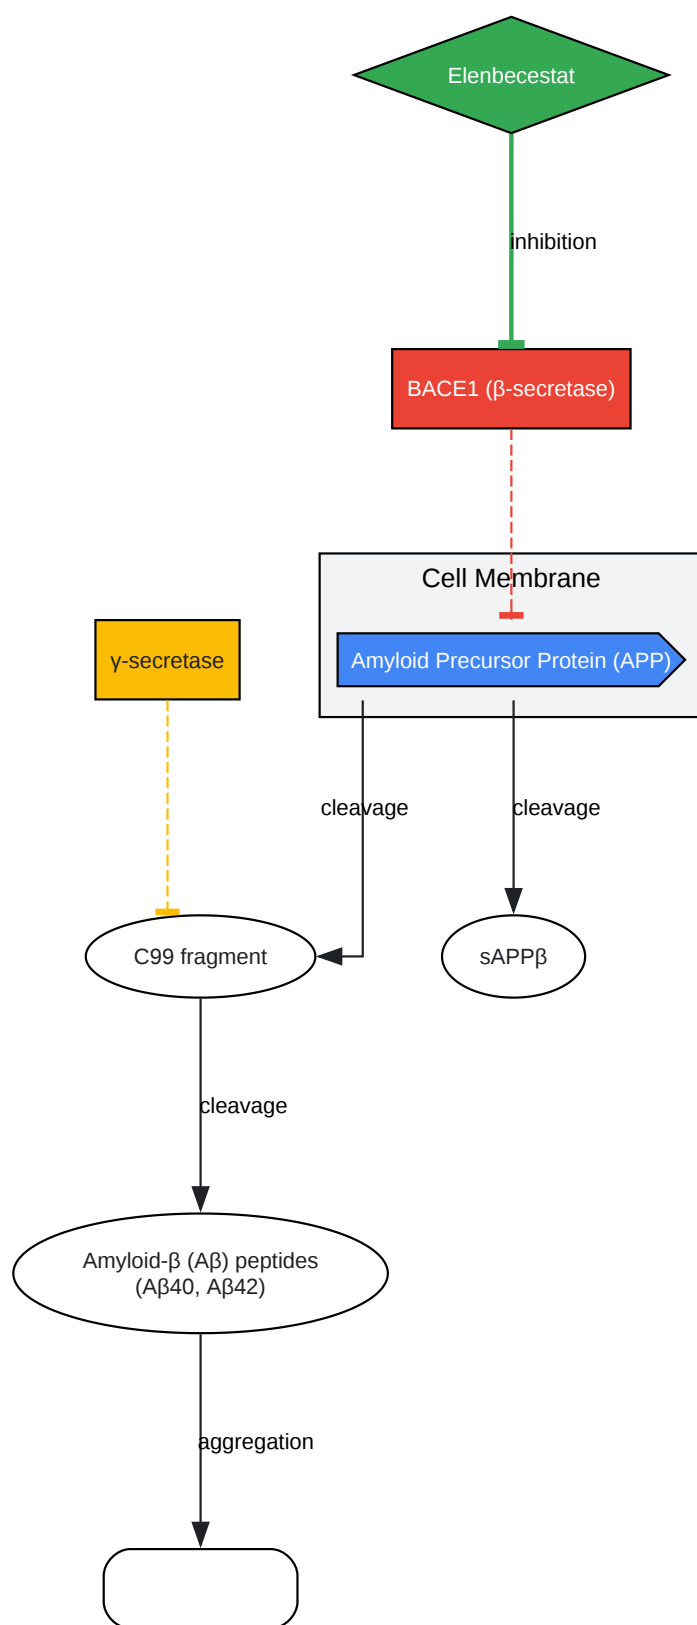 Elenbecestat
inhibition
BACE1 (β-secretase)
Cell Membrane
γ-secretase
Amyloid Precursor Protein (APP)
cleavage
cleavage
C99 fragment
sAPPβ
cleavage
Amyloid-β (Aβ) peptides
(Aβ40, Aβ42)
aggregation